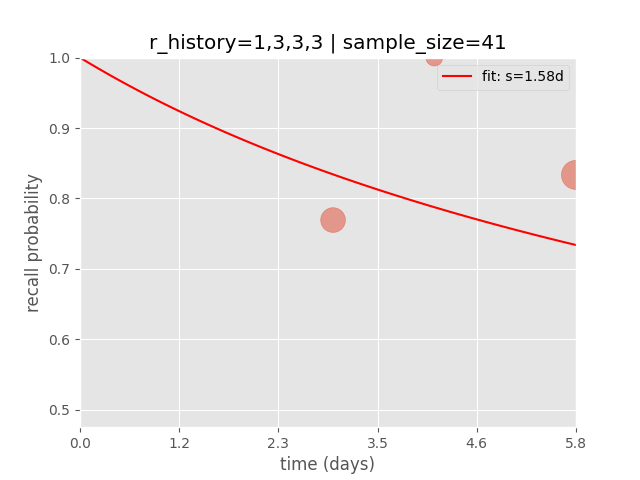 r_history=1,3,3,3 | sample_size=41
fit: s=1.58d
recall probability
1.0
0.9
0.8
0.7
0.6
0.5
0.0 1.2 2.3 3.5 4.6 5.8
time (days)